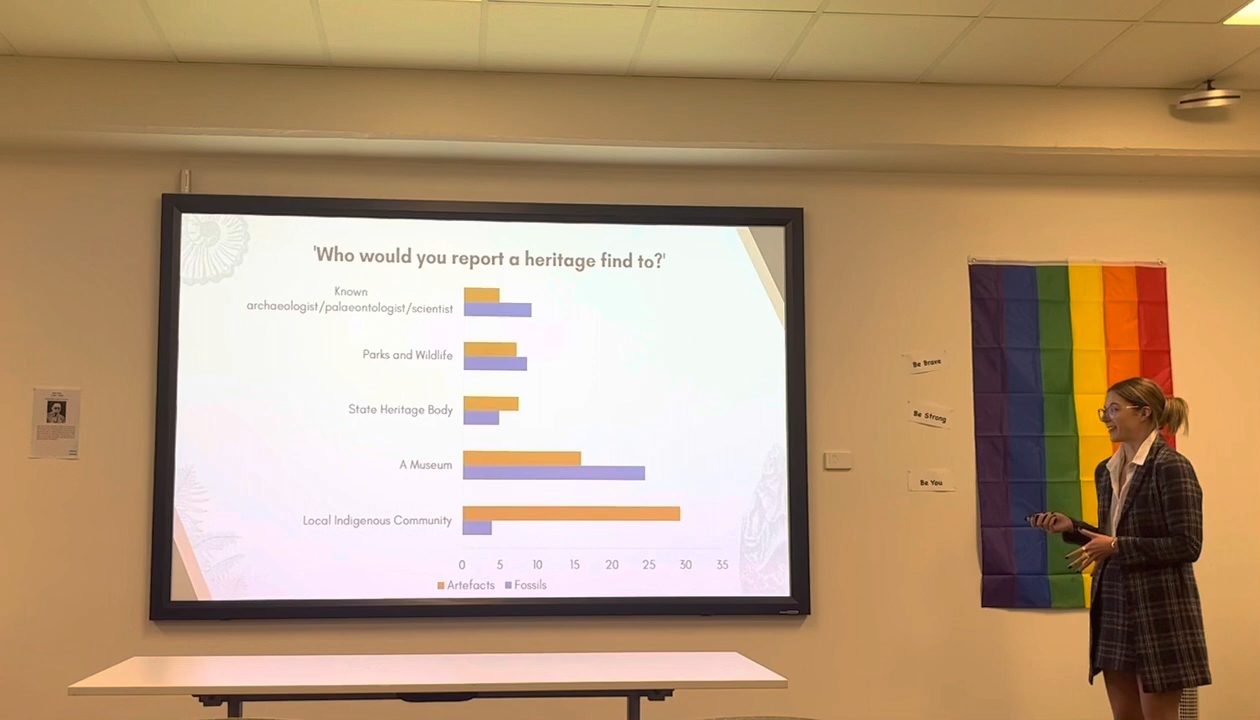 'Who would you report a heritage find to?'
Known
archaeologist/palaeontologist/scientist
Parks and Wildlife
State Heritage Body
A Museum
Local Indigenous Community
0 5 10 15 20 25 30 35
Artefacts Fossils
Be Brave
Be Strong
Be You